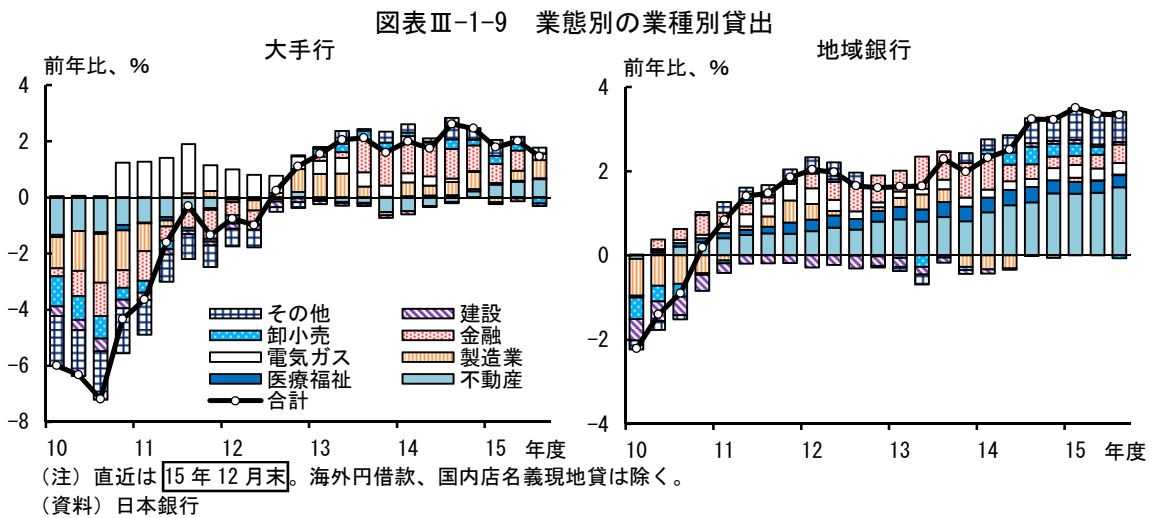 図表Ⅲ-1-9　業態別の業種別貸出
大手行
前年比、%
4
2
0
-2
-4
-6
-8
10 11 12 13 14 15 年度
その他
建設
卸小売
金融
電気ガス
製造業
医療福祉
不動産
合計
地域銀行
前年比、%
4
2
0
-2
-4
10 11 12 13 14 15 年度
（注）直近は15年12月末。海外円借款、国内店名義現地貸は除く。
（資料）日本銀行